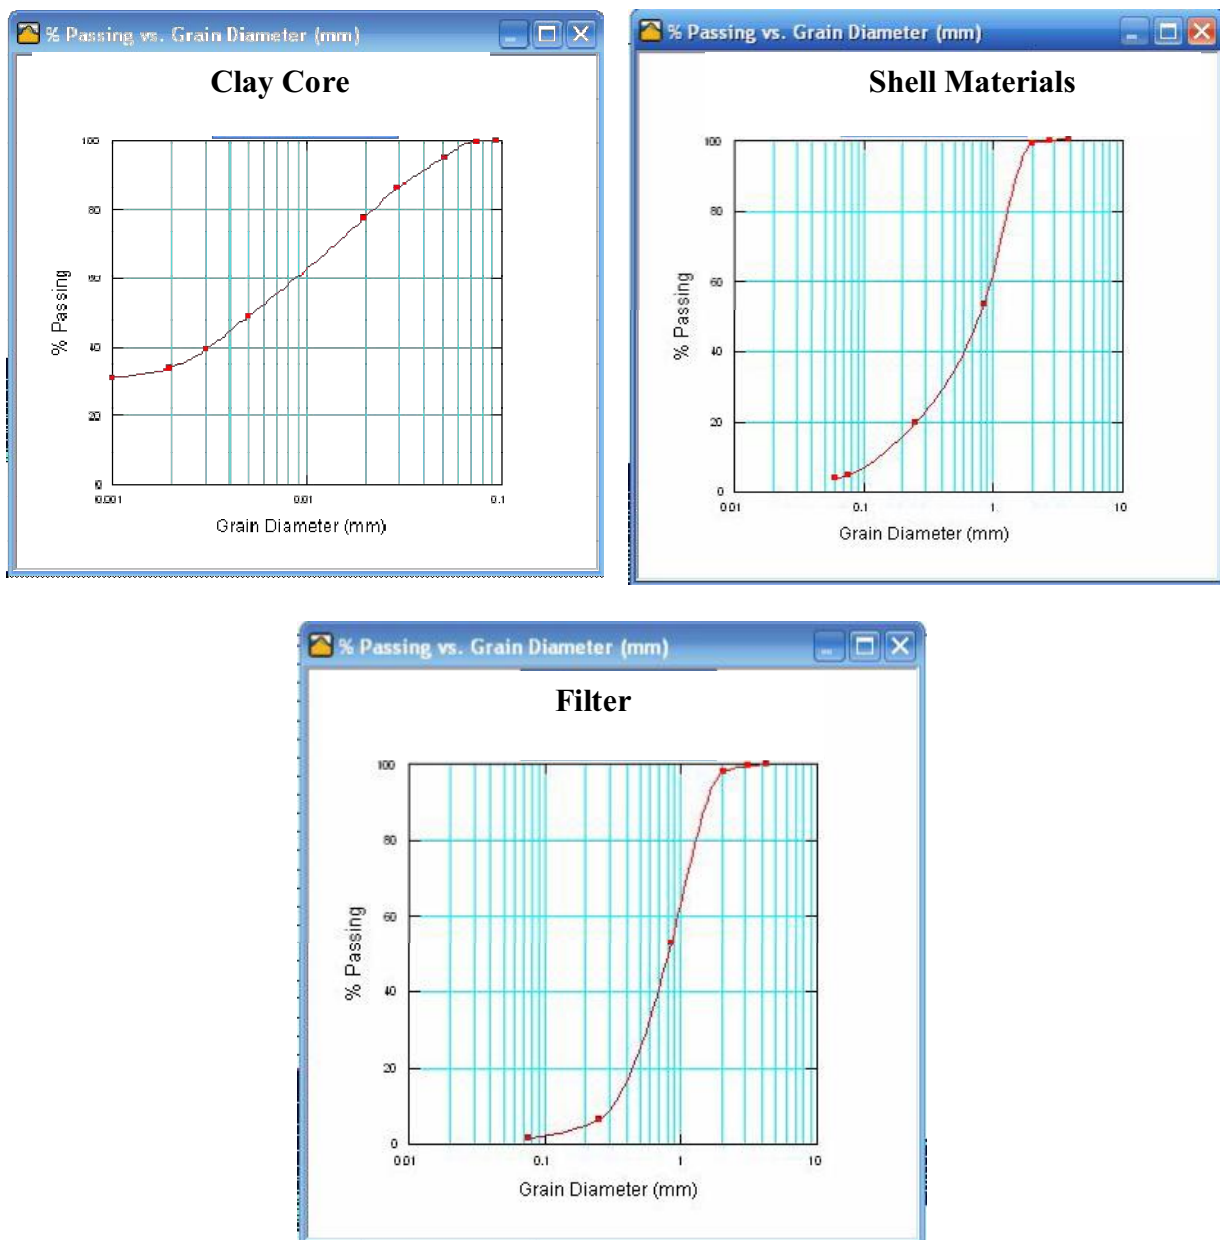 % Passing vs. Grain Diameter (mm)
Clay Core
100
80
60
40
20
0
0.001
0.01
0.1
% Passing
Grain Diameter (mm)
% Passing vs. Grain Diameter (mm)
Shell Materials
100
80
60
40
20
0
0.01
0.1
1
10
% Passing
Grain Diameter (mm)
% Passing vs. Grain Diameter (mm)
Filter
100
80
60
40
20
0
0.01
0.1
1
10
% Passing
Grain Diameter (mm)